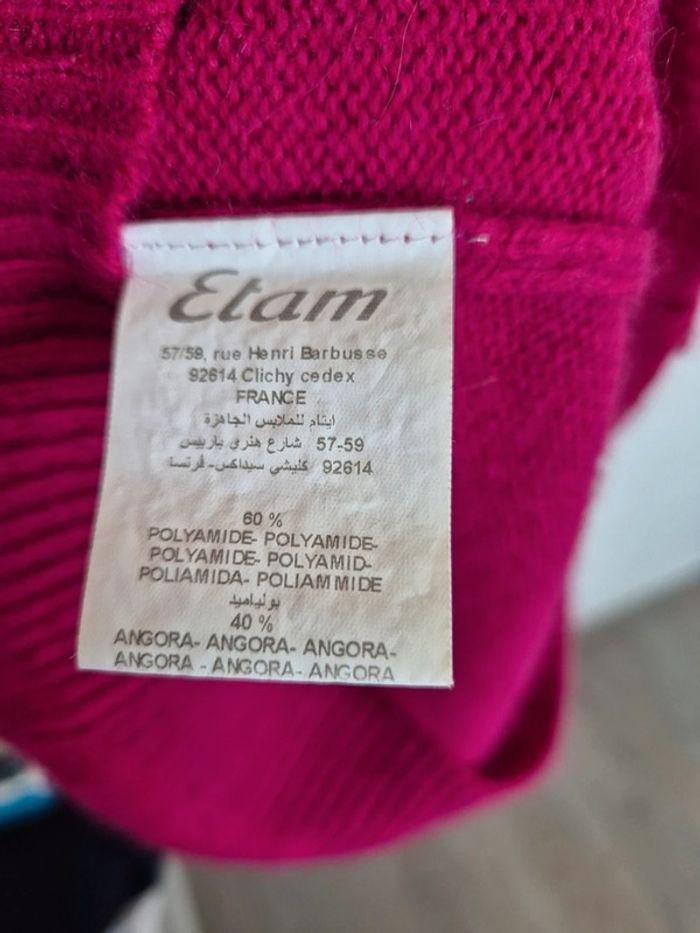 Etam
57/59, rue Henri Barbusse
92614 Clichy cedex
FRANCE
ايتام للملابس الجاهزة
57-59 شارع هنري باربيس
92614 كليشي سيداكس- فرنسا
60 %
POLYAMIDE- POLYAMIDE-
POLYAMIDE- POLYAMID-
POLIAMIDA- POLIAMMIDE
بولياميد
40 %
ANGORA- ANGORA- ANGORA-
ANGORA - ANGORA- ANGORA